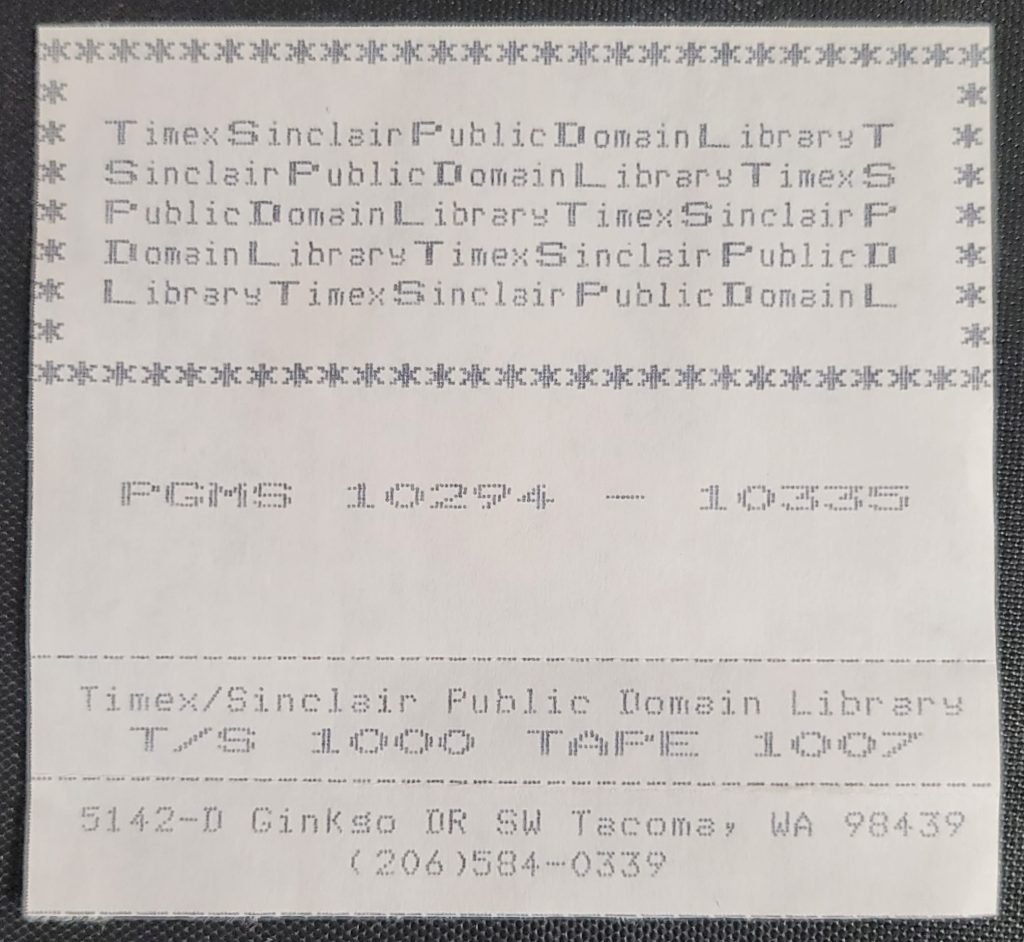 ***************************
* *
* TimexSinclairPublicDomainLibraryT *
* SinclairPublicDomainLibraryTimexS *
* PublicDomainLibraryTimexSinclairP *
* DomainLibraryTimexSinclairPublicD *
* LibraryTimexSinclairPublicDomainL *
* *
***************************
PGMS 10294 - 10335
Timex/Sinclair Public Domain Library
T/S 1000 TAPE 1007
5142-D Ginkgo DR SW Tacoma, WA 98439
(206)584-0339